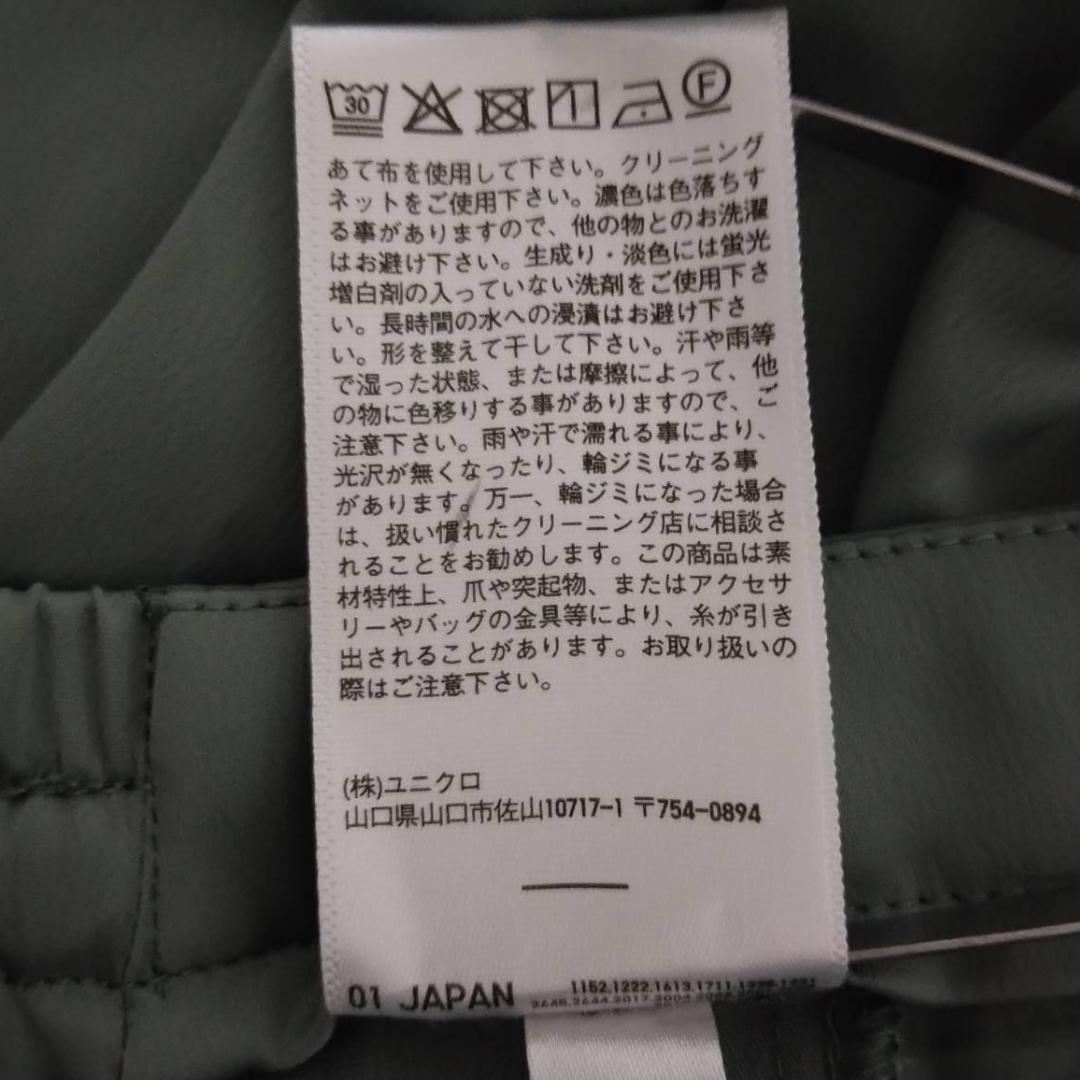 30
F
あて布を使用して下さい。クリーニング
ネットをご使用下さい。濃色は色落ちす
る事がありますので、他の物とのお洗濯
はお避け下さい。生成り・淡色には蛍光
増白剤の入っていない洗剤をご使用下さ
い。長時間の水への浸漬はお避け下さ
い。形を整えて干して下さい。汗や雨等
で湿った状態、または摩擦によって、他
の物に色移りする事がありますので、ご
注意下さい。雨や汗で濡れる事により、
光沢が無くなったり、輪ジミになる事
があります。万一、輪ジミになった場合
は、扱い慣れたクリーニング店に相談さ
れることをお勧めします。この商品は素
材特性上、爪や突起物、またはアクセサ
リーやバッグの金具等により、糸が引き
出されることがあります。お取り扱いの
際はご注意下さい。
(株)ユニクロ
山口県山口市佐山10717-1 〒754-0894
01 JAPAN
1152.1222.1613.1711
2645.2644.2017.2004